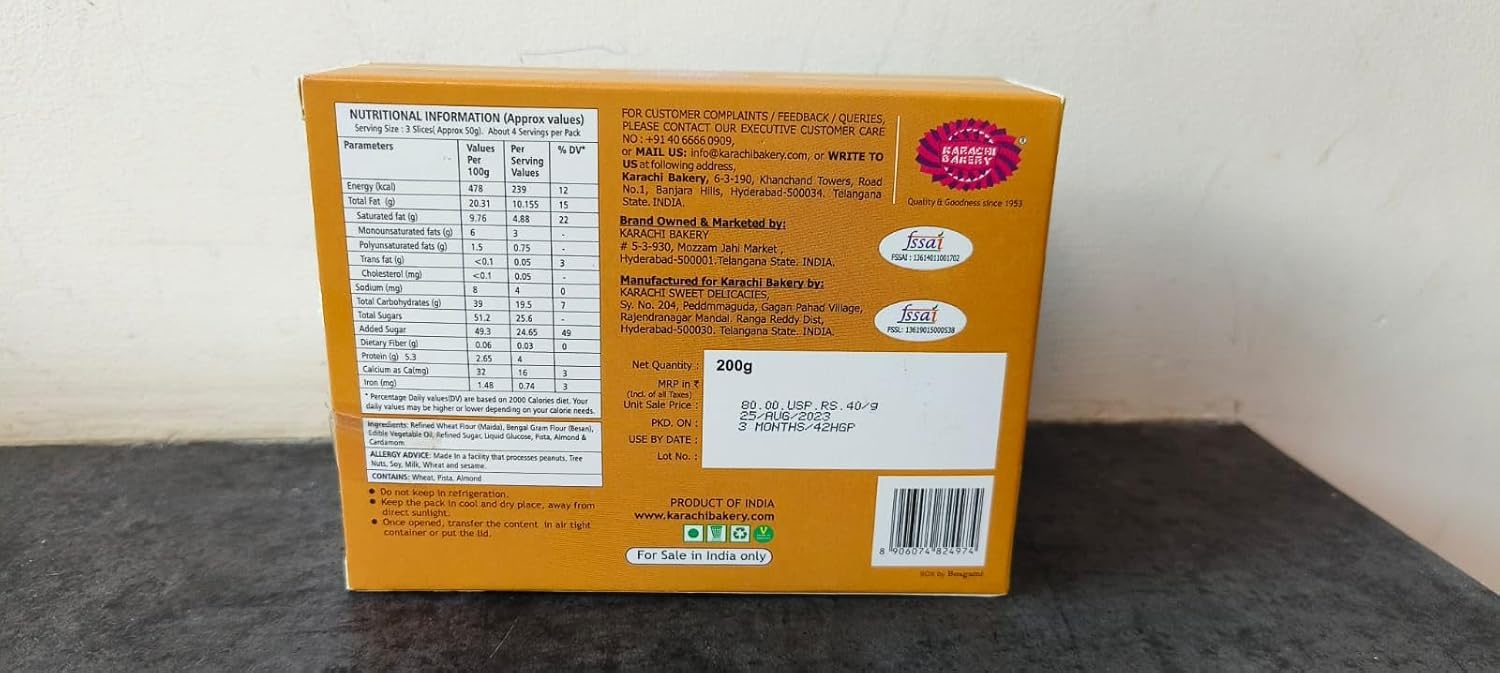 NUTRITIONAL INFORMATION (Approx values)
Serving Size : 3 Slices( Approx 50g). About 4 Servings per Pack
Parameters Values Per 100g Per Serving Values % DV*
Energy (kcal) 478 239 12
Total Fat (g) 20.31 10.155 15
Saturated fat (g) 9.76 4.88 22
Monounsaturated fats (g) 6 3 -
Polyunsaturated fats (g) 1.5 0.75 -
Trans fat (g) <0.1 0.05 3
Cholesterol (mg) <0.1 0.05 -
Sodium (mg) 8 4 0
Total Carbohydrates (g) 39 19.5 7
Total Sugars 51.2 25.6 -
Added Sugar 49.3 24.65 49
Dietary Fiber (g) 0.06 0.03 0
Protein (g) 5.3 2.65 4
Calcium as Ca(mg) 32 16 3
Iron (mg) 1.48 0.74 3
* Percentage Daily values(DV) are based on 2000 Calories diet. Your
daily values may be higher or lower depending on your calorie needs.
Ingredients: Refined Wheat Flour (Maida), Bengal Gram Flour (Besan),
Edible Vegetable Oil, Refined Sugar, Liquid Glucose, Pista, Almond &
Cardamom
ALLERGY ADVICE: Made In a facility that processes peanuts, Tree
Nuts, Soy, Milk, Wheat and sesame.
CONTAINS: Wheat, Pista, Almond
● Do not keep in refrigeration.
● Keep the pack in cool and dry place, away from
direct sunlight.
● Once opened, transfer the content In air tight
container or put the lid.
FOR CUSTOMER COMPLAINTS / FEEDBACK / QUERIES,
PLEASE CONTACT OUR EXECUTIVE CUSTOMER CARE
NO : +91 40 6666 0909,
or MAIL US: info@karachibakery.com, or WRITE TO
US at following address,
Karachi Bakery, 6-3-190, Khanchand Towers, Road
No.1, Banjara Hills, Hyderabad-500034. Telangana
State. INDIA.
KARACHI
BAKERY
®
Quality & Goodness since 1953
Brand Owned & Marketed by:
KARACHI BAKERY
# 5-3-930, Mozzam Jahi Market ,
Hyderabad-500001.Telangana State. INDIA.
fssai
FSSAI : 13614011001702
Manufactured for Karachi Bakery by:
KARACHI SWEET DELICACIES,
Sy. No. 204, Peddmmaguda, Gagan Pahad Village,
Rajendranagar Mandal. Ranga Reddy Dist,
Hyderabad-500030. Telangana State. INDIA.
fssai
FSSL: 13619015000538
Net Quantity : 200g
MRP in ₹
(Incl. of all Taxes)
Unit Sale Price :
PKD. ON :
USE BY DATE :
Lot No. :
80.00.USP.RS.40/g
25/AUG/2023
3 MONTHS/42HGP
PRODUCT OF INDIA
www.karachibakery.com
V
For Sale in India only
8 906074 824974
BOX by Beagami